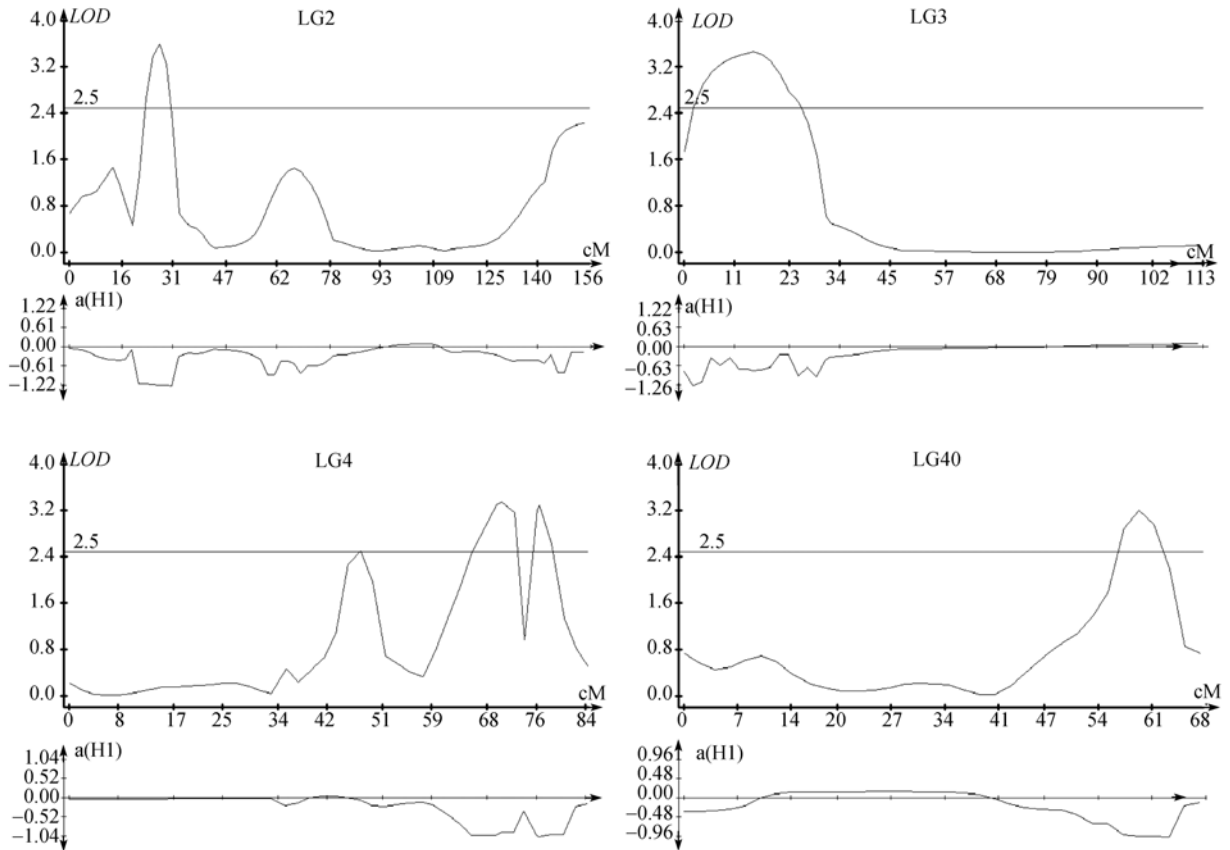 LG2
LOD
4.0
3.2
2.5
2.4
1.6
0.8
0.0
cM
0 16 31 47 62 78 93 109 125 140 156
a(H1)
1.22
0.61
0.00
−0.61
−1.22
LG3
LOD
4.0
3.2
2.5
2.4
1.6
0.8
0.0
cM
0 11 23 34 45 57 68 79 90 102 113
a(H1)
1.22
0.63
0.00
−0.63
−1.26
LG4
LOD
4.0
3.2
2.5
2.4
1.6
0.8
0.0
cM
0 8 17 25 34 42 51 59 68 76 84
a(H1)
1.04
0.52
0.00
−0.52
−1.04
LG40
LOD
4.0
3.2
2.5
2.4
1.6
0.8
0.0
cM
0 7 14 20 27 34 41 47 54 61 68
a(H1)
0.96
0.48
0.00
−0.48
−0.96